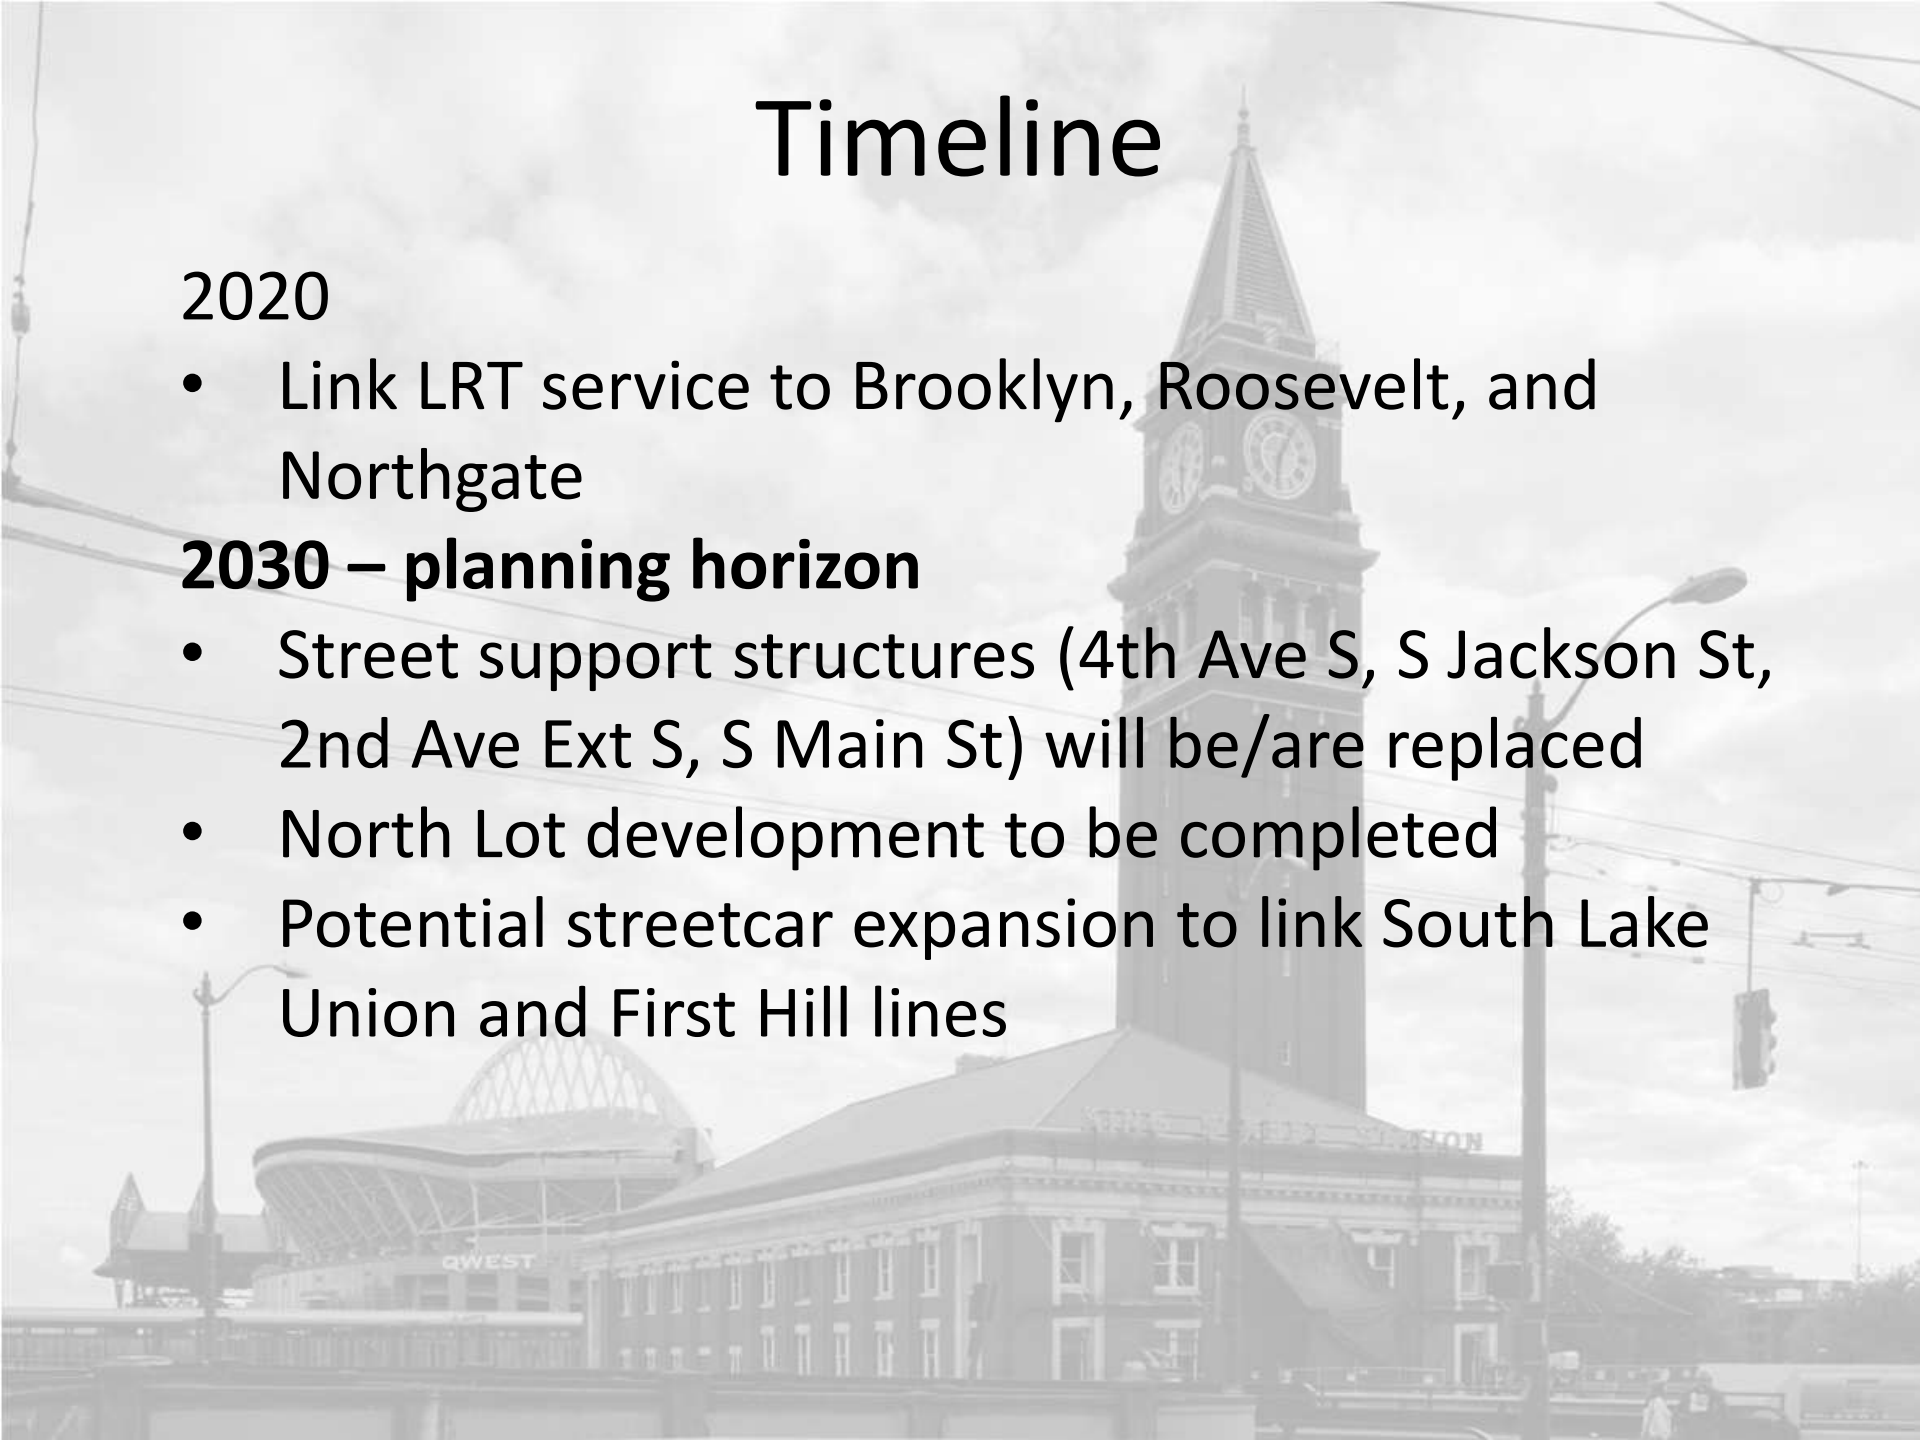 Timeline
2020
• Link LRT service to Brooklyn, Roosevelt, and
Northgate
2030 – planning horizon
• Street support structures (4th Ave S, S Jackson St,
2nd Ave Ext S, S Main St) will be/are replaced
• North Lot development to be completed
• Potential streetcar expansion to link South Lake
Union and First Hill lines
QWEST